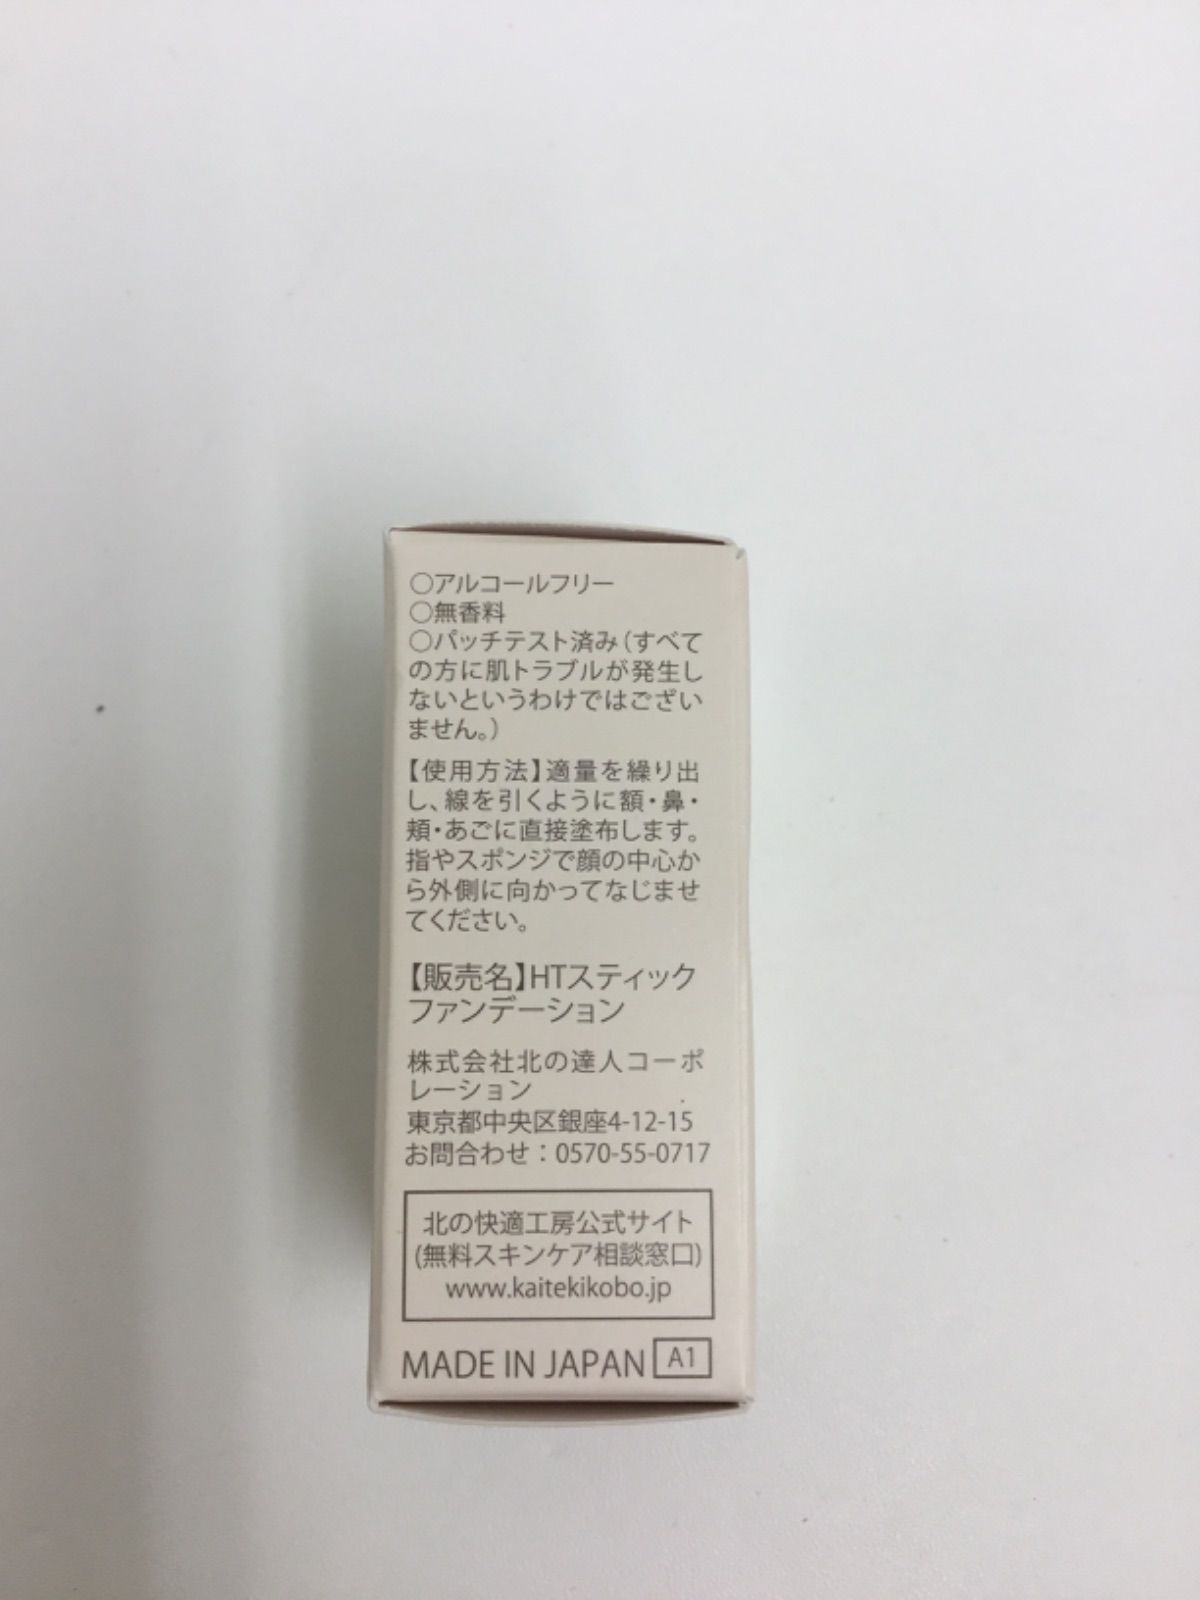 ○アルコールフリー
○無香料
○パッチテスト済み(すべて
の方に肌トラブルが発生し
ないというわけではござい
ません。)
【使用方法】適量を繰り出
し、線を引くように額・鼻・
頬・あごに直接塗布します。
指やスポンジで顔の中心か
ら外側に向かってなじませ
てください。
【販売名】HTスティック
ファンデーション
株式会社北の達人コーポ
レーション
東京都中央区銀座4-12-15
お問合わせ：0570-55-0717
北の快適工房公式サイト
(無料スキンケア相談窓口)
www.kaitekikobo.jp
MADE IN JAPAN A1